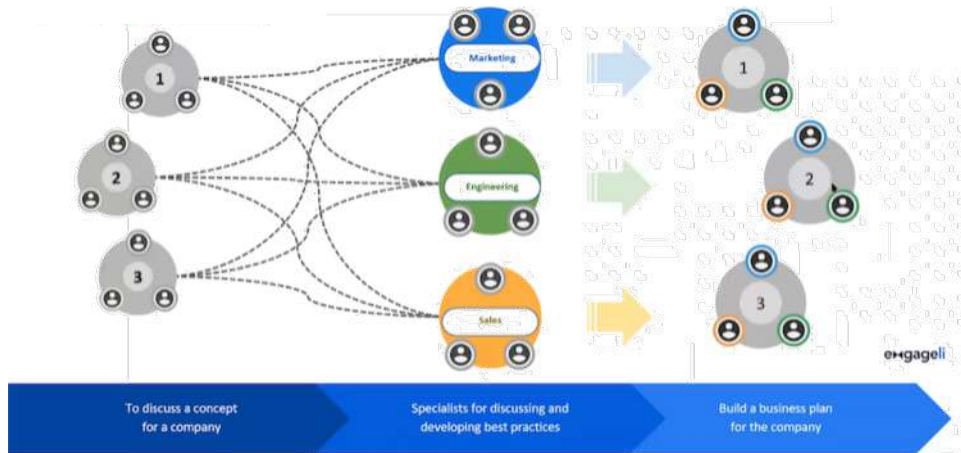 1
2
3
Marketing
Engineering
Sales
1
2
3
engageli
To discuss a concept
for a company
Specialists for discussing and
developing best practices
Build a business plan
for the company